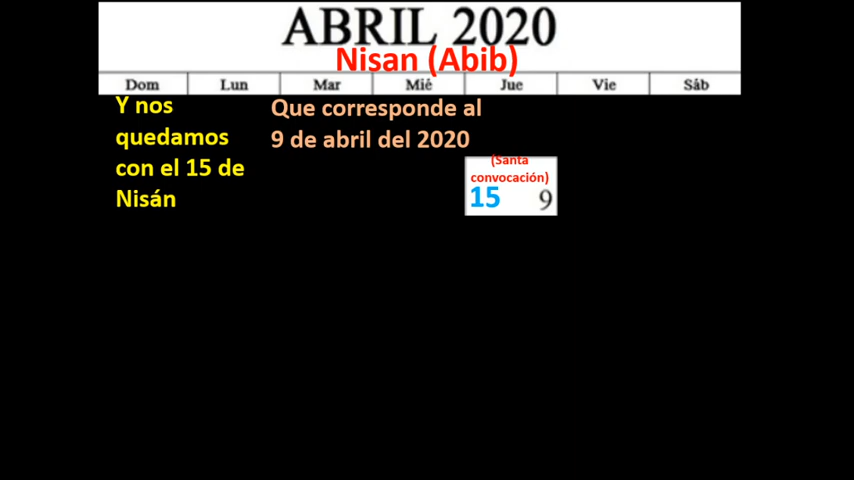 ABRIL 2020
Nisan (Abib)
Dom Lun Mar Mié Jue Vie Sáb
Y nos
quedamos
con el 15 de
Nisán
Que corresponde al
9 de abril del 2020
(Santa
convocación)
15 9